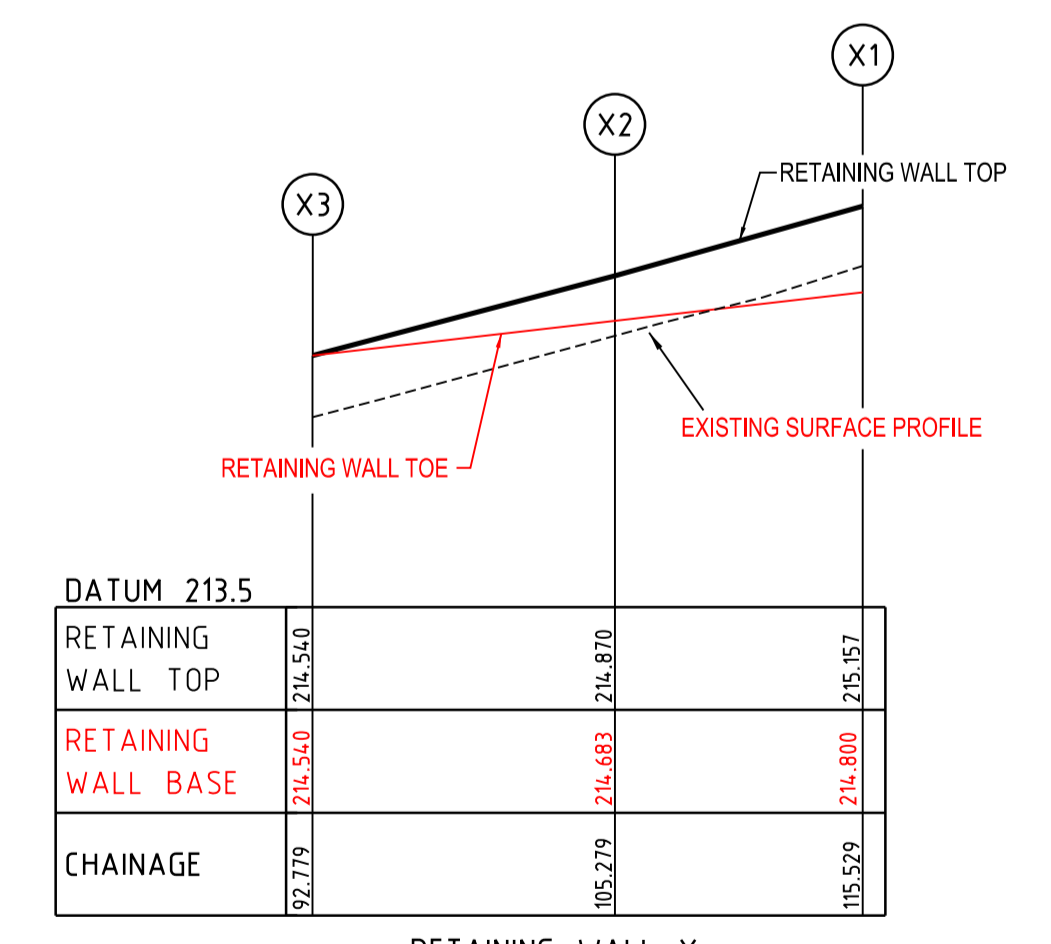 X1
X2
RETAINING WALL TOP
X3
EXISTING SURFACE PROFILE
RETAINING WALL TOE
DATUM 213.5
RETAINING
WALL TOP
214.540
214.870
215.157
RETAINING
WALL BASE
214.540
214.683
214.800
CHAINAGE
92.779
105.279
115.529
RETAINING WALL X